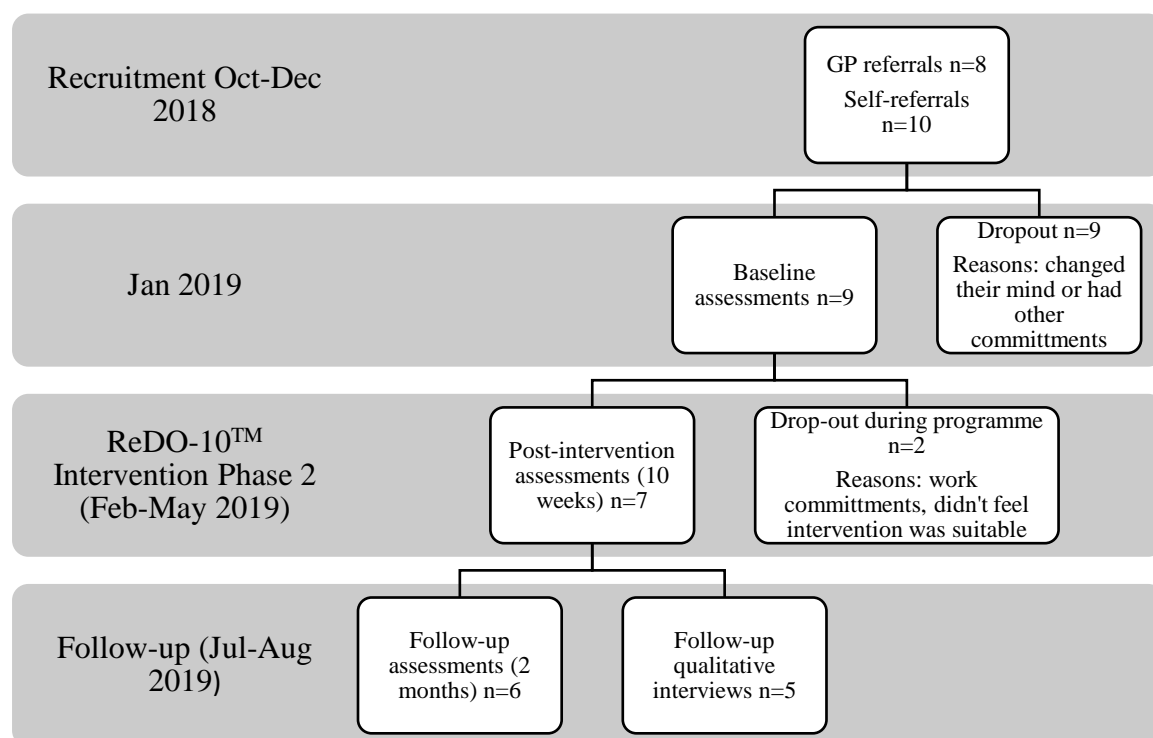 Recruitment Oct-Dec
2018
GP referrals n=8
Self-referrals
n=10
Jan 2019
Baseline
assessments n=9
Dropout n=9
Reasons: changed
their mind or had
other
committments
ReDO-10™
Intervention Phase 2
(Feb-May 2019)
Post-intervention
assessments (10
weeks) n=7
Drop-out during programme
n=2
Reasons: work
committments, didn't feel
intervention was suitable
Follow-up (Jul-Aug
2019)
Follow-up
assessments (2
months) n=6
Follow-up
qualitative
interviews n=5